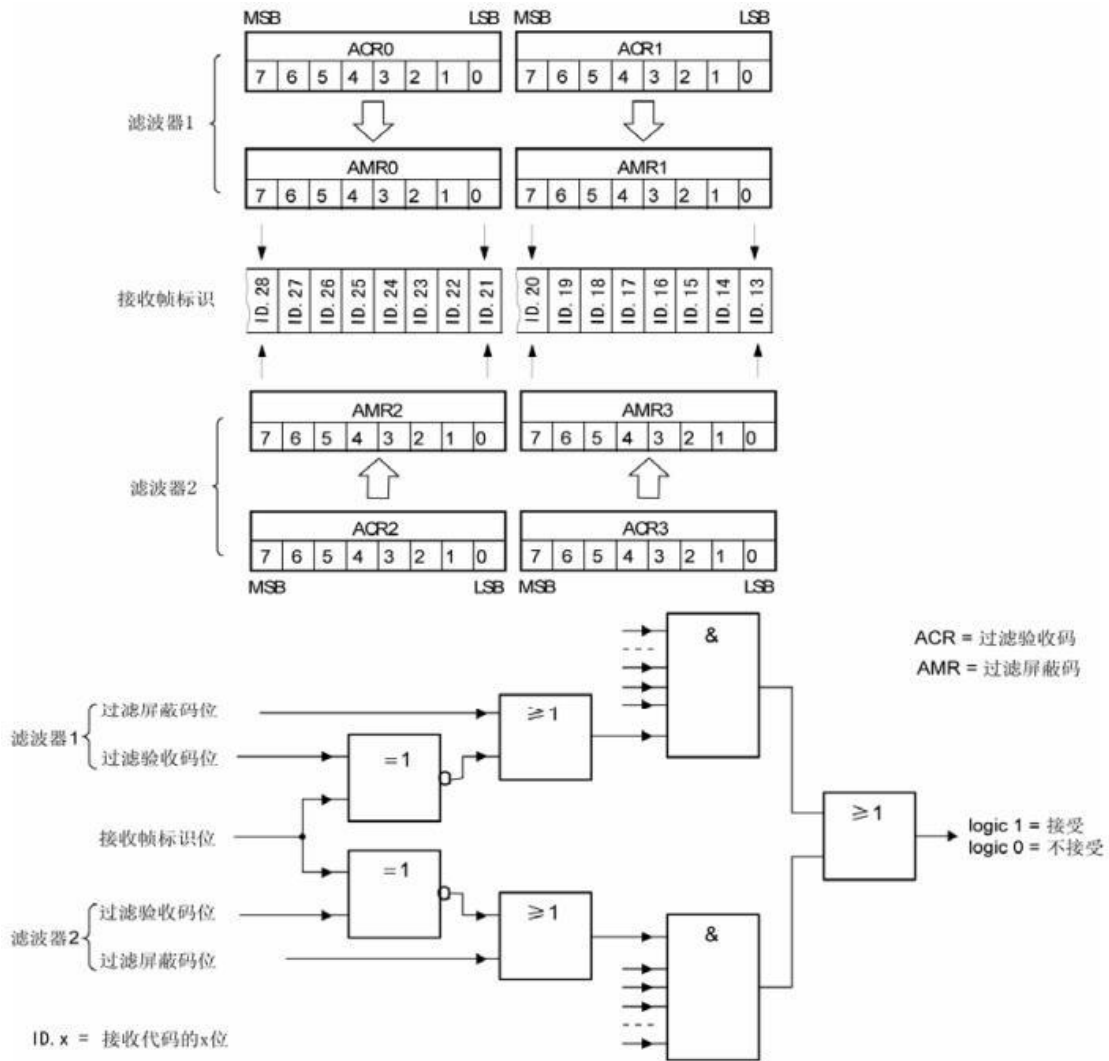 MSB LSB MSB LSB
ACR0 ACR1
7 6 5 4 3 2 1 0 7 6 5 4 3 2 1 0
滤波器1
AMR0 AMR1
7 6 5 4 3 2 1 0 7 6 5 4 3 2 1 0
接收帧标识
ID.28 ID.27 ID.26 ID.25 ID.24 ID.23 ID.22 ID.21 ID.20 ID.19 ID.18 ID.17 ID.16 ID.15 ID.14 ID.13
AMR2 AMR3
7 6 5 4 3 2 1 0 7 6 5 4 3 2 1 0
滤波器2
ACR2 ACR3
7 6 5 4 3 2 1 0 7 6 5 4 3 2 1 0
MSB LSB MSB LSB
&
ACR = 过滤验收码
AMR = 过滤屏蔽码
滤波器1
过滤屏蔽码位
过滤验收码位
≥1
=1
接收帧标识位
≥1
logic 1 = 接受
logic 0 = 不接受
=1
滤波器2
过滤验收码位
过滤屏蔽码位
≥1
&
ID.x = 接收代码的x位